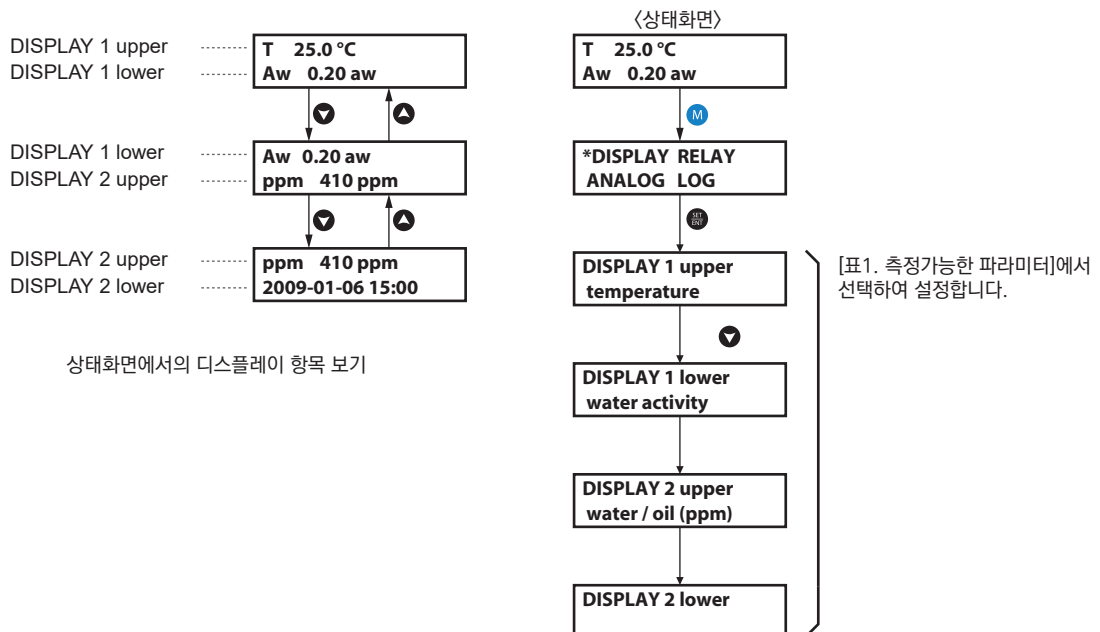 DISPLAY 1 upper
DISPLAY 1 lower
T 25.0 °C
Aw 0.20 aw
DISPLAY 1 lower
DISPLAY 2 upper
Aw 0.20 aw
ppm 410 ppm
DISPLAY 2 upper
DISPLAY 2 lower
ppm 410 ppm
2009-01-06 15:00
상태화면에서의 디스플레이 항목 보기
〈상태화면〉
T 25.0 °C
Aw 0.20 aw
M
*DISPLAY RELAY
ANALOG LOG
SET
ENT
DISPLAY 1 upper
temperature
DISPLAY 1 lower
water activity
DISPLAY 2 upper
water / oil (ppm)
DISPLAY 2 lower
[표1. 측정가능한 파라미터]에서
선택하여 설정합니다.